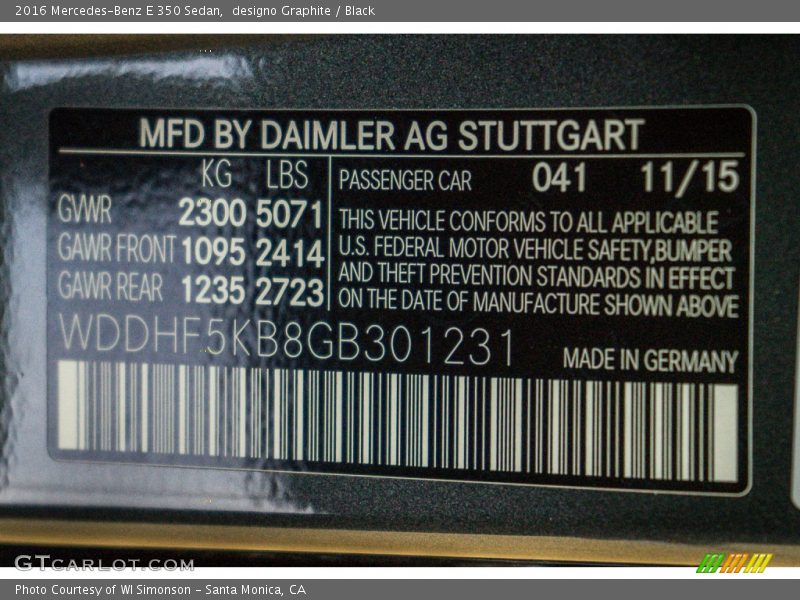 2016 Mercedes-Benz E 350 Sedan, designo Graphite / Black
MFD BY DAIMLER AG STUTTGART
KG LBS
GVWR 2300 5071
GAWR FRONT 1095 2414
GAWR REAR 1235 2723
PASSENGER CAR 041 11/15
THIS VEHICLE CONFORMS TO ALL APPLICABLE
U.S. FEDERAL MOTOR VEHICLE SAFETY,BUMPER
AND THEFT PREVENTION STANDARDS IN EFFECT
ON THE DATE OF MANUFACTURE SHOWN ABOVE
WDDHF5KB8GB301231
MADE IN GERMANY
GTCARLOT.COM
Photo Courtesy of WI Simonson - Santa Monica, CA